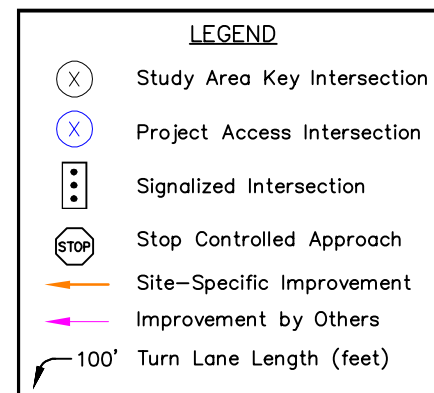 LEGEND
X Study Area Key Intersection
X Project Access Intersection
Signalized Intersection
STOP Stop Controlled Approach
Site-Specific Improvement
Improvement by Others
100' Turn Lane Length (feet)